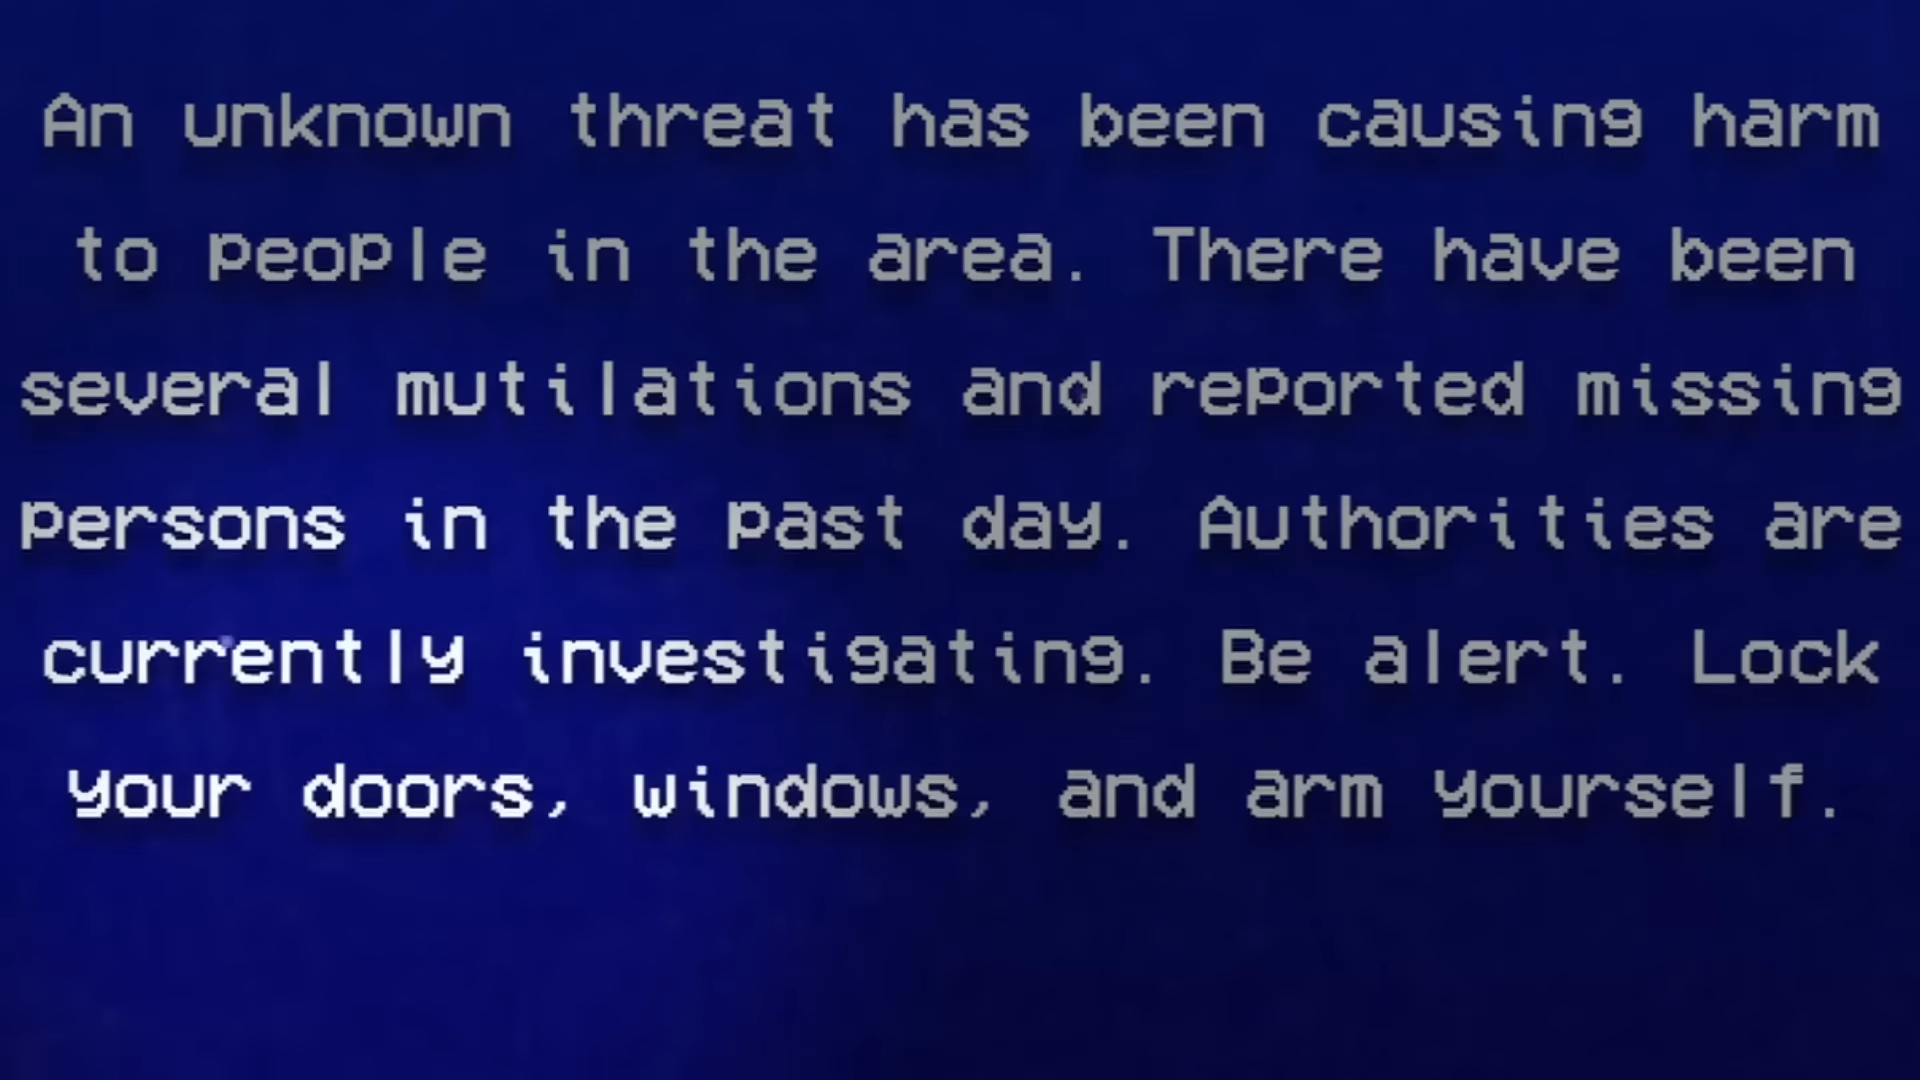 An unknown threat has been causing harm
to people in the area. There have been
several mutilations and reported missing
persons in the past day. Authorities are
currently investigating. Be alert. Lock
your doors, windows, and arm yourself.